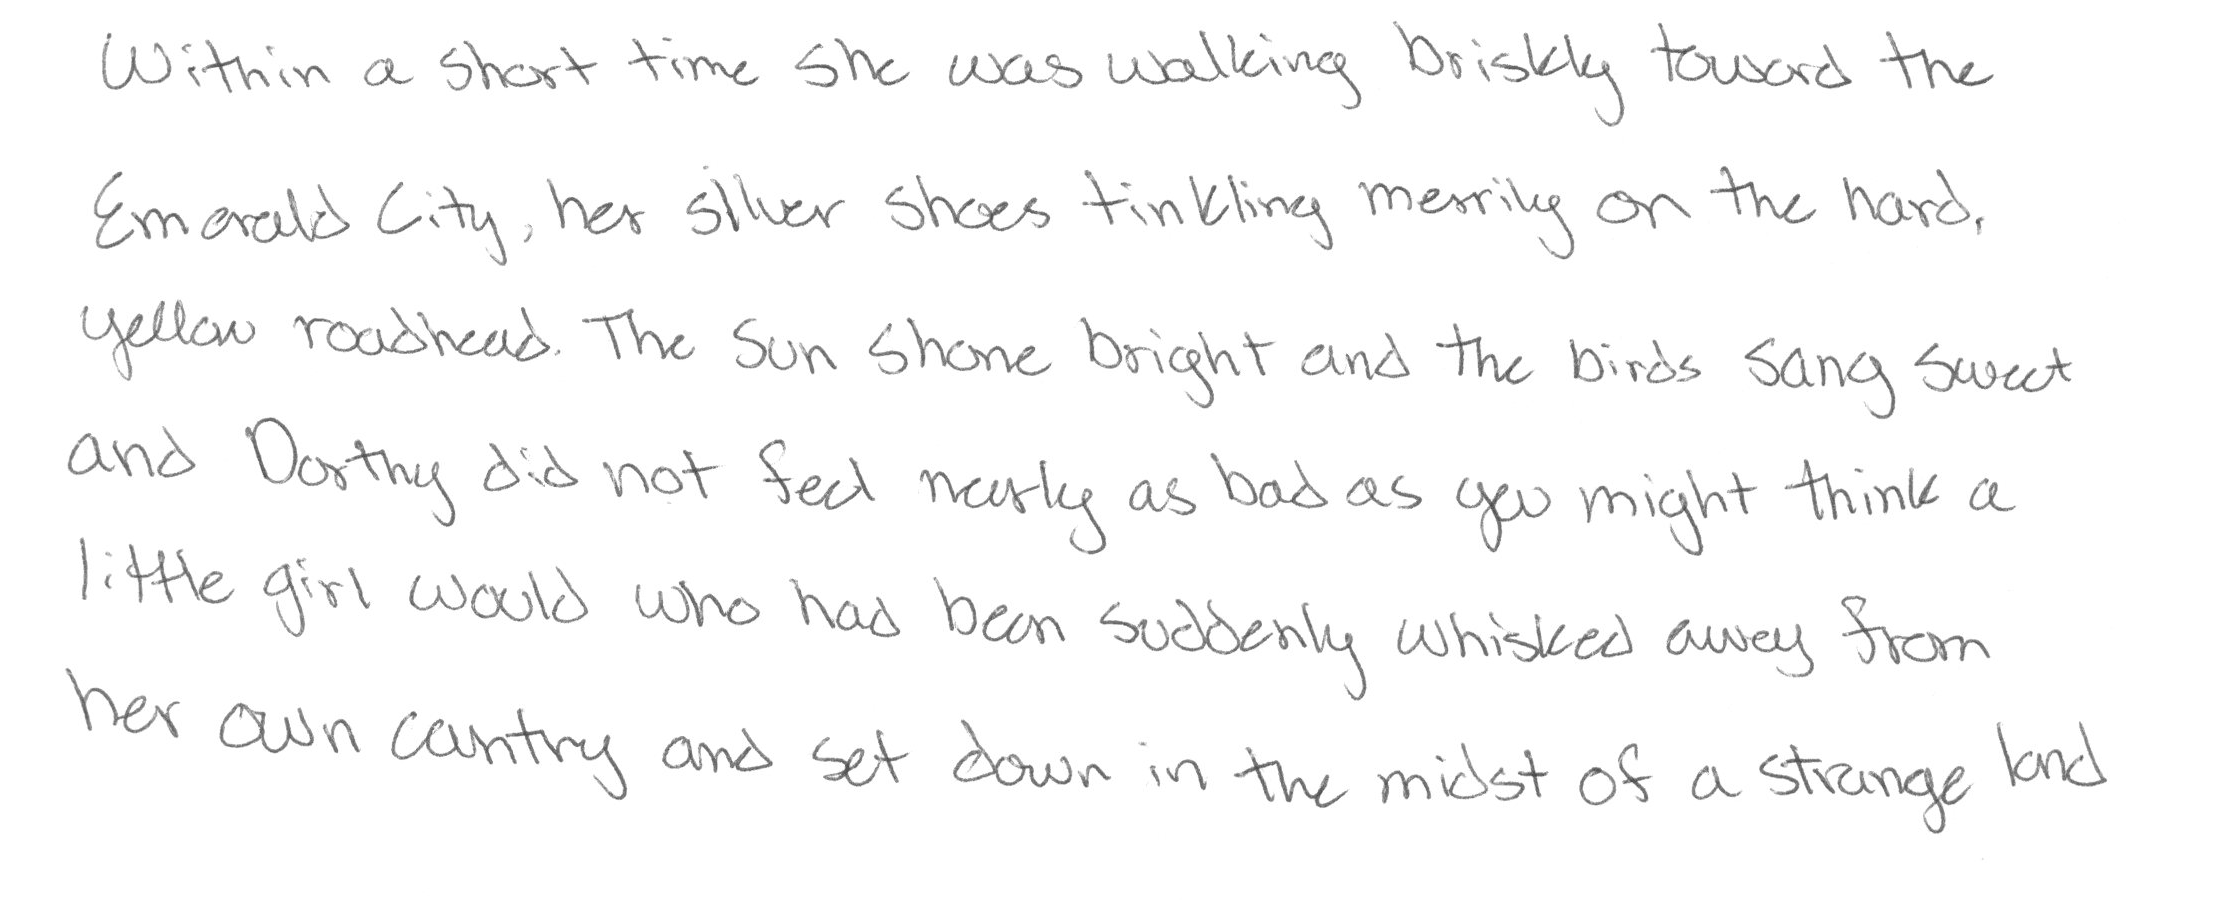 Within a short time she was walking briskly toward the
Emerald City, her silver shoes tinkling merrily on the hard,
yellow roadhead. The Sun shone bright and the birds sang sweet
and Dorthy did not feel nearly as bad as you might think a
little girl would who had been suddenly whisked away from
her own cantry and set down in the midst of a strange land